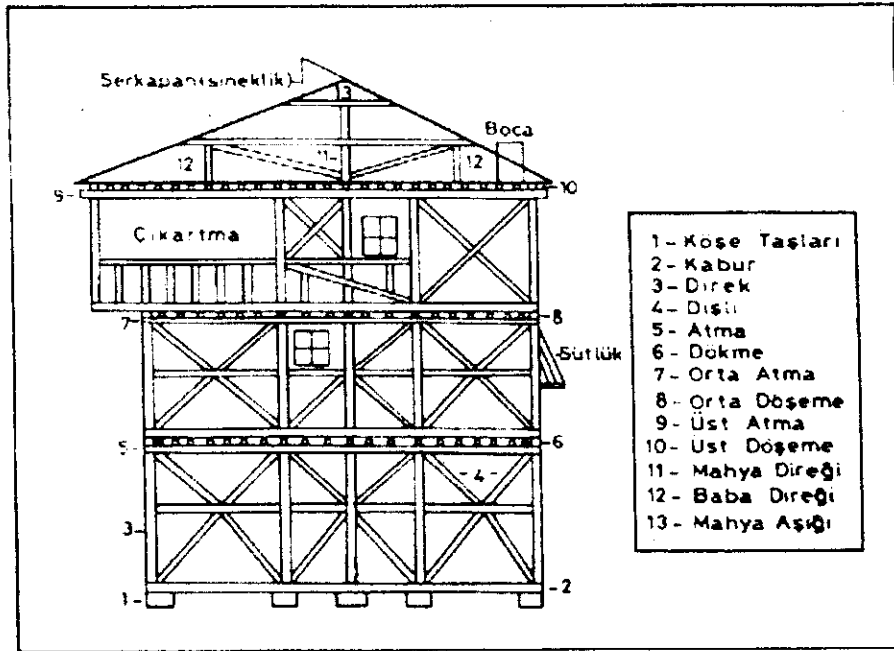 Serkapan(sineklik)
3
Boca
12
11-
12
9-
10
Çıkartma
7
8
Sütlük
5-
6
-4-
3
1-
-2
1- Köşe Taşları
2- Kabur
3- Direk
4- Dişli
5- Atma
6- Dökme
7- Orta Atma
8- Orta Döşeme
9- Üst Atma
10- Üst Döşeme
11- Mahya Direği
12- Baba Direği
13- Mahya Aşığı